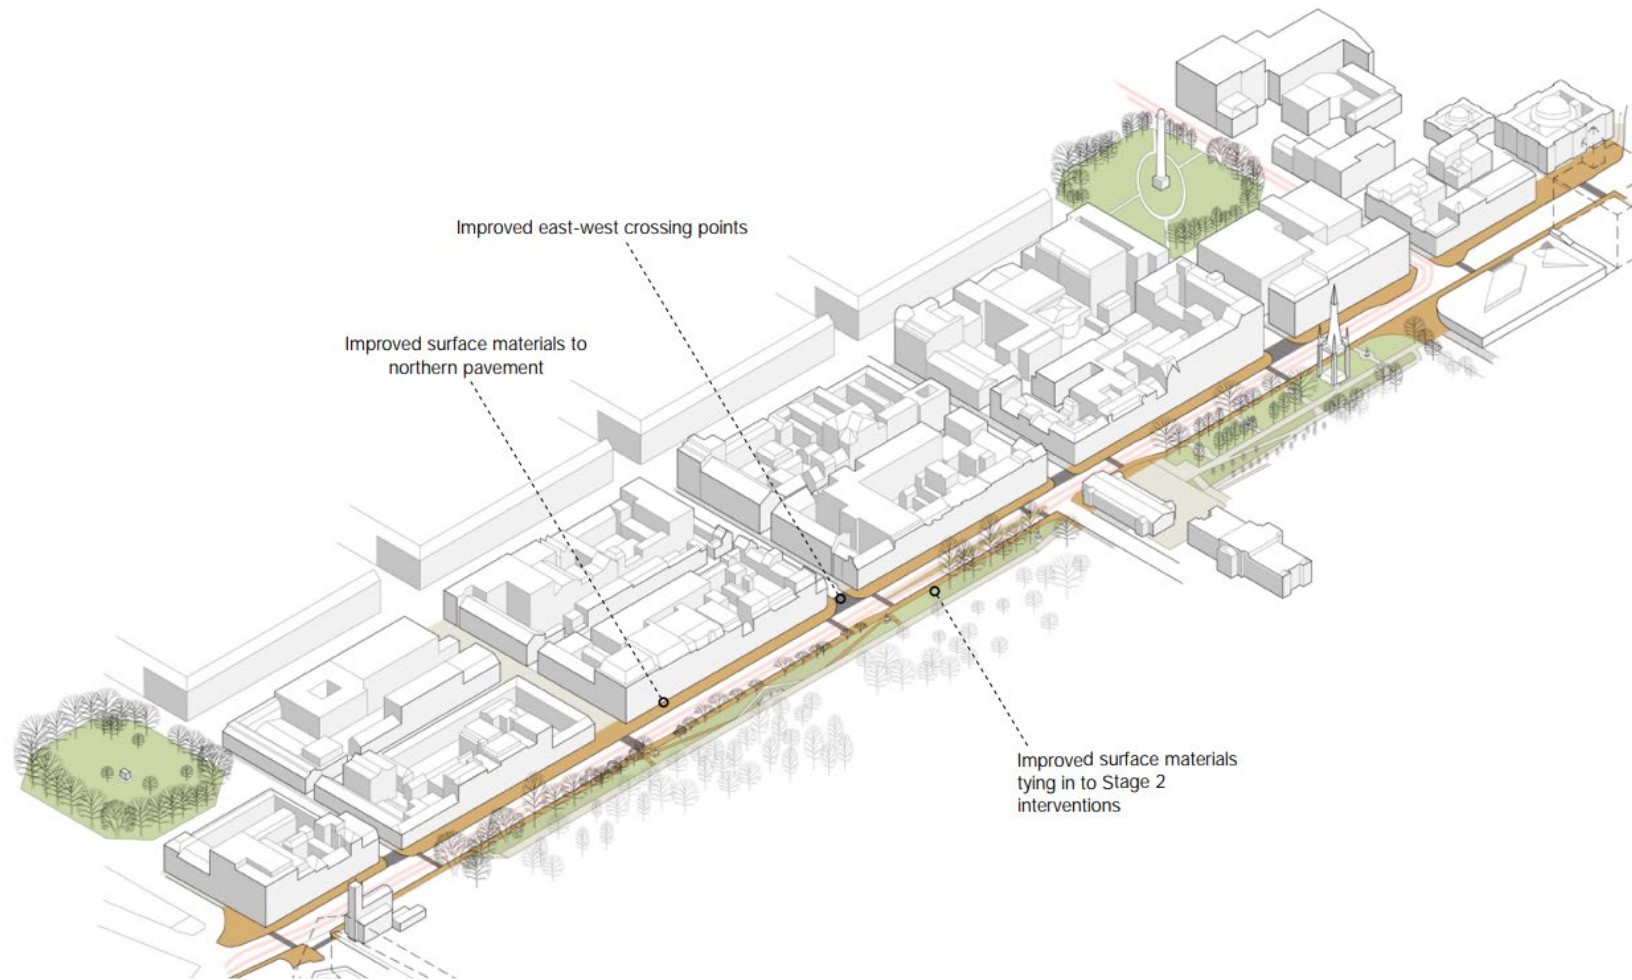 Improved east-west crossing points
Improved surface materials to
northern pavement
Improved surface materials
tying in to Stage 2
interventions